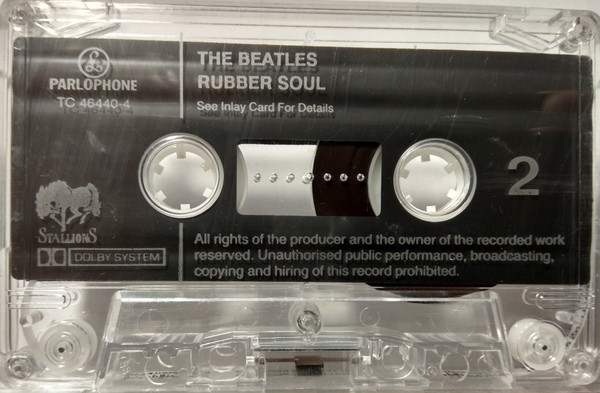 PARLOPHONE
TC 46440-4
THE BEATLES
RUBBER SOUL
See Inlay Card For Details
2
STALLIONS
DOLBY SYSTEM
All rights of the producer and the owner of the recorded work
reserved. Unauthorised public performance, broadcasting,
copying and hiring of this record prohibited.